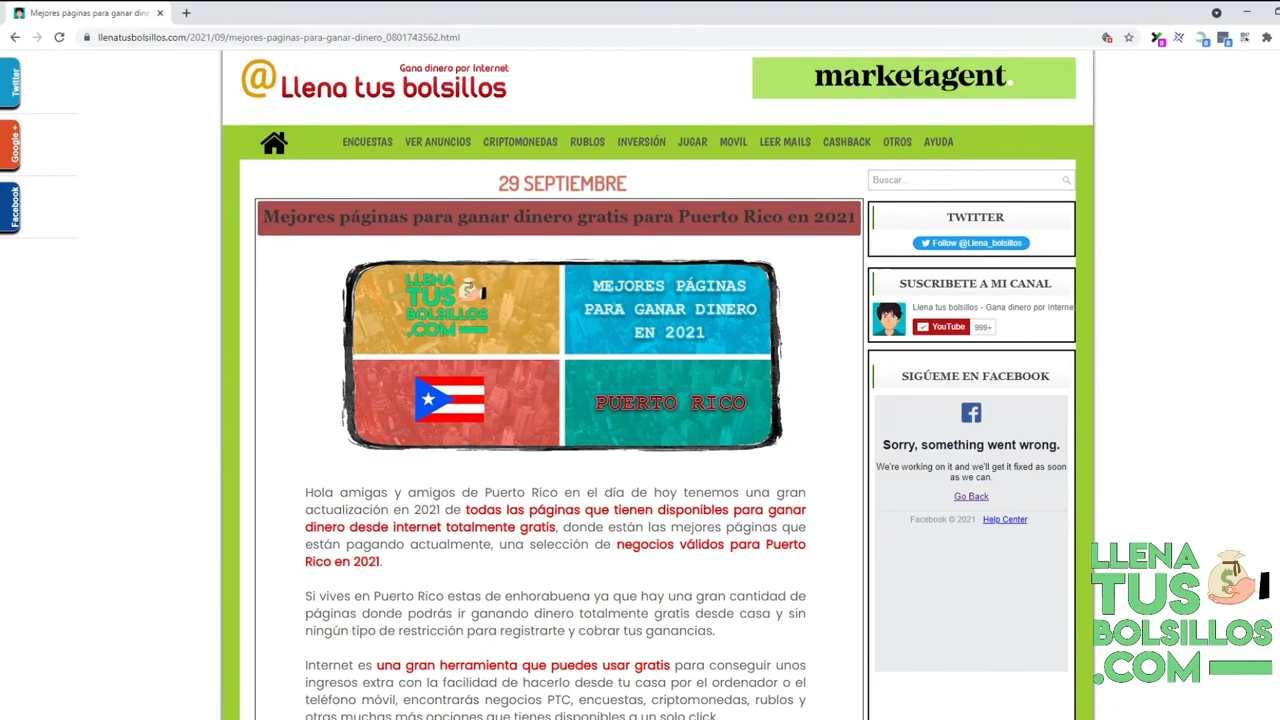 Mejores páginas para ganar dine
llenatusbolsillos.com/2021/09/mejores-paginas-para-ganar-dinero_0801743562.html
Twitter
Google +
Facebook
Gana dinero por Internet
@Llena tus bolsillos
marketagent.
ENCUESTAS VER ANUNCIOS CRIPTOMONEDAS RUBLOS INVERSIÓN JUGAR MOVIL LEER MAILS CASHBACK OTROS AYUDA
29 SEPTIEMBRE
Mejores páginas para ganar dinero gratis para Puerto Rico en 2021
LLENA
TUS
BOLSILLOS
.COM
MEJORES PÁGINAS
PARA GANAR DINERO
EN 2021
PUERTO RICO
Hola amigas y amigos de Puerto Rico en el día de hoy tenemos una gran
actualización en 2021 de todas las páginas que tienen disponibles para ganar
dinero desde internet totalmente gratis, donde están las mejores páginas que
están pagando actualmente, una selección de negocios válidos para Puerto
Rico en 2021.
Si vives en Puerto Rico estas de enhorabuena ya que hay una gran cantidad de
páginas donde podrás ir ganando dinero totalmente gratis desde casa y sin
ningún tipo de restricción para registrarte y cobrar tus ganancias.
Internet es una gran herramienta que puedes usar gratis para conseguir unos
ingresos extra con la facilidad de hacerlo desde tu casa por el ordenador o el
teléfono móvil, encontrarás negocios PTC, encuestas, criptomonedas, rublos y
otras muchas más opciones que tienes disponibles a un solo click.
Buscar...
TWITTER
Follow @Llena_bolsillos
SUSCRIBETE A MI CANAL
Llena tus bolsillos - Gana dinero por Interne
YouTube 999+
SIGÚEME EN FACEBOOK
Sorry, something went wrong.
We're working on it and we'll get it fixed as soon
as we can.
Go Back
Facebook © 2021 · Help Center
LLENA
TUS
BOLSILLOS
.COM